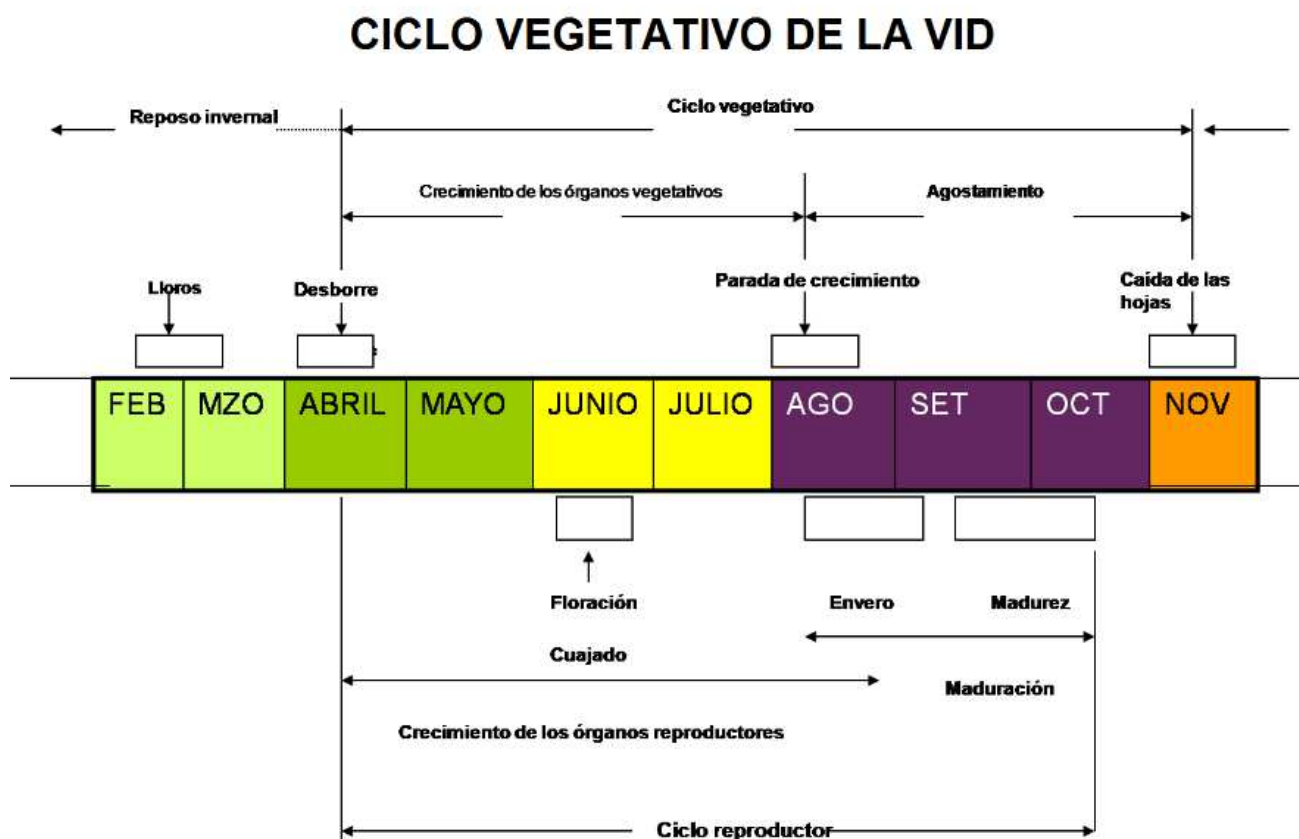 CICLO VEGETATIVO DE LA VID
Reposo invernal
Ciclo vegetativo
Crecimiento de los órganos vegetativos
Agostamiento
Lloros
Desborre
Parada de crecimiento
Caída de las
hojas
FEB MZO ABRIL MAYO JUNIO JULIO AGO SET OCT NOV
Floración
Envero
Madurez
Cuajado
Maduración
Crecimiento de los órganos reproductores
Ciclo reproductor